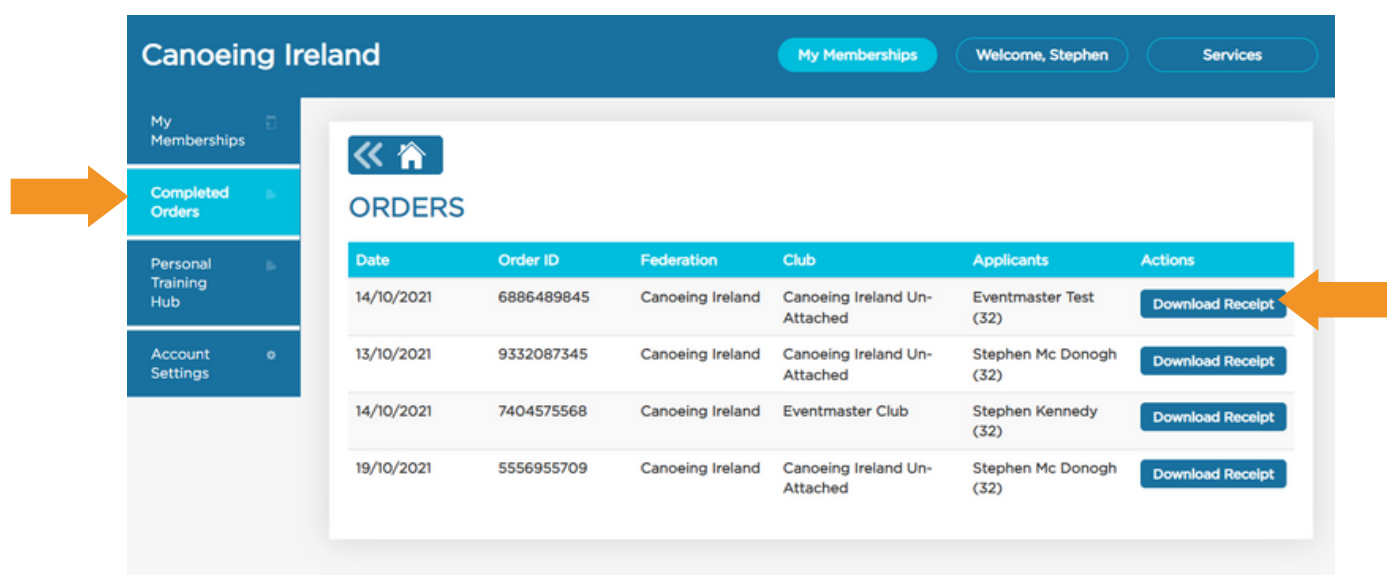 Canoeing Ireland
My Memberships
Welcome, Stephen
Services
My
Memberships
Completed
Orders
Personal
Training
Hub
Account
Settings
ORDERS
Date Order ID Federation Club Applicants Actions
14/10/2021 6886489845 Canoeing Ireland Canoeing Ireland Un- Eventmaster Test Download Receipt
Attached (32)
13/10/2021 9332087345 Canoeing Ireland Canoeing Ireland Un- Stephen Mc Donogh Download Receipt
Attached (32)
14/10/2021 7404575568 Canoeing Ireland Eventmaster Club Stephen Kennedy Download Receipt
(32)
19/10/2021 5556955709 Canoeing Ireland Canoeing Ireland Un- Stephen Mc Donogh Download Receipt
Attached (32)